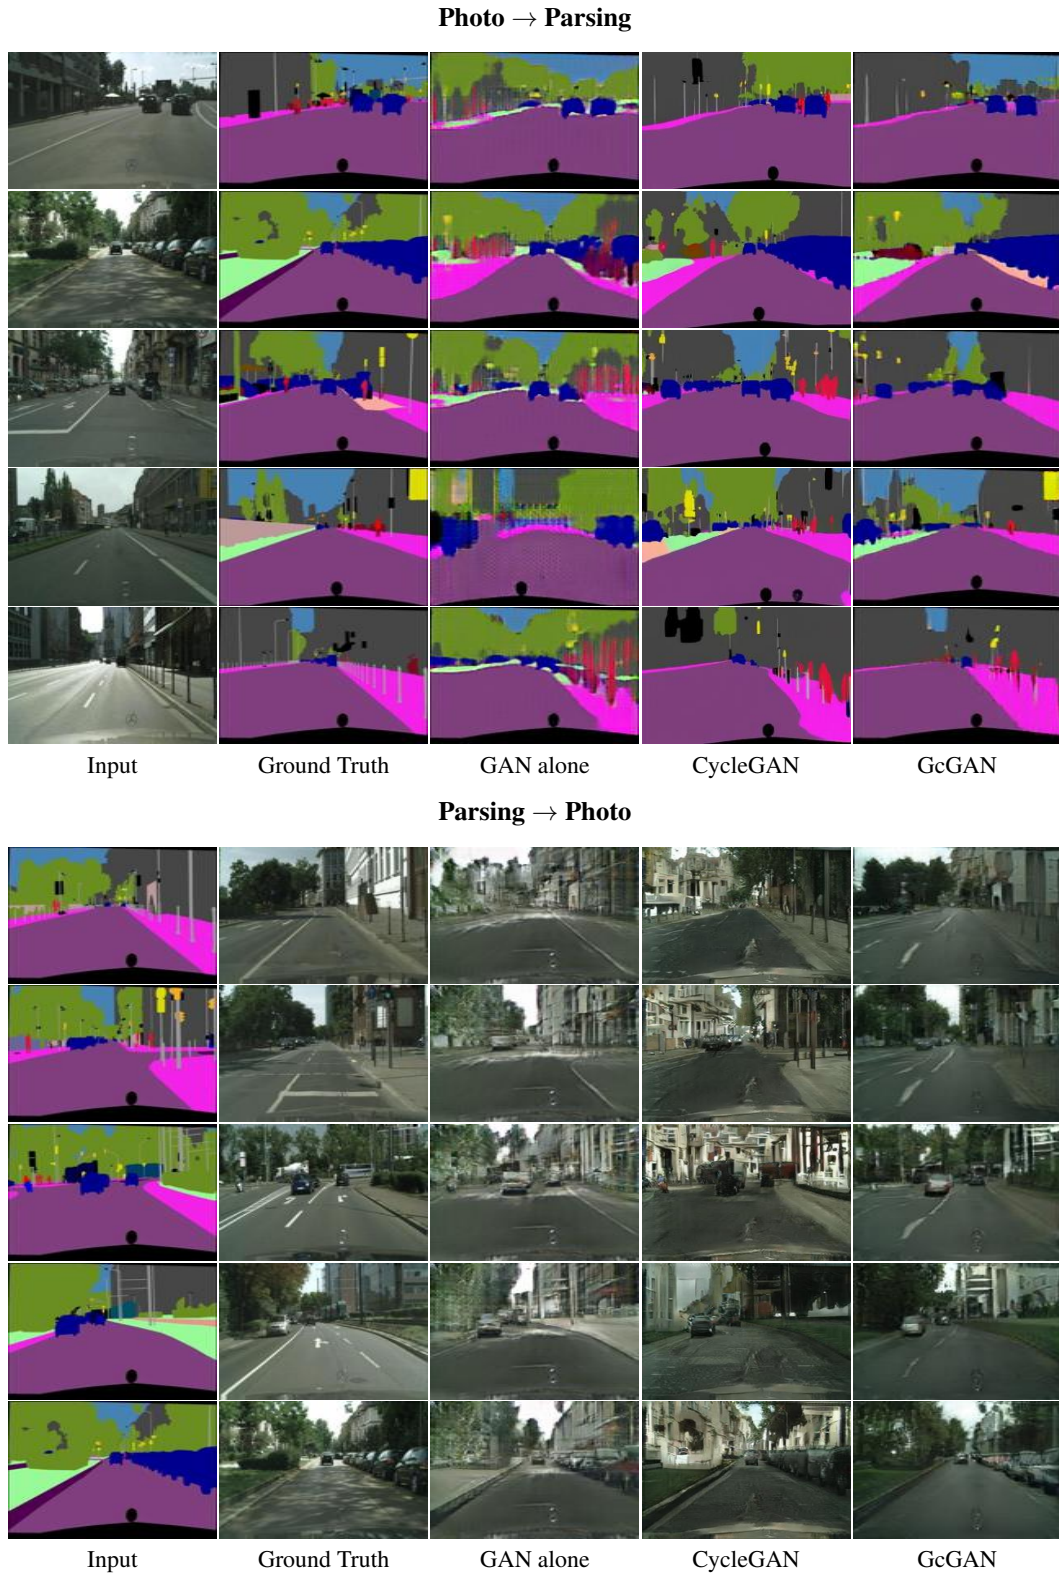 Photo → Parsing
Input Ground Truth GAN alone CycleGAN GcGAN
Parsing → Photo
Input Ground Truth GAN alone CycleGAN GcGAN